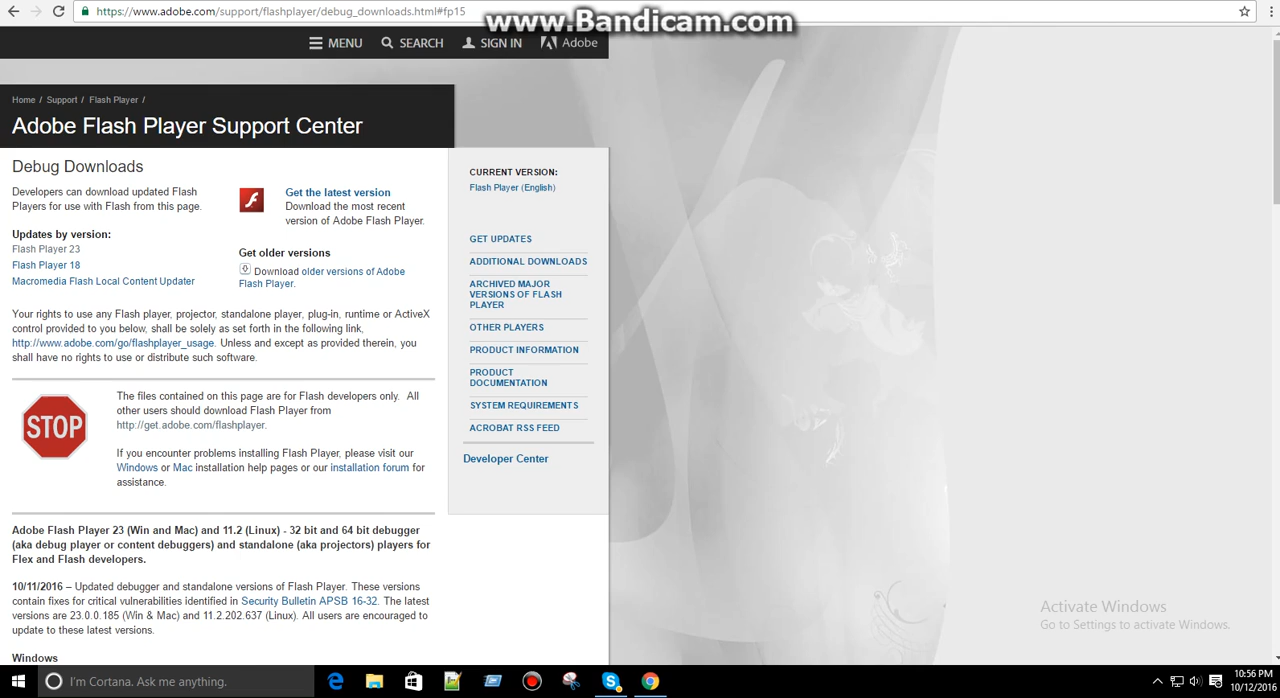 https://www.adobe.com/support/flashplayer/debug_downloads.html#fp15
www.Bandicam.com
MENU
SEARCH
SIGN IN
Adobe
Home / Support / Flash Player /
Adobe Flash Player Support Center
Debug Downloads
Developers can download updated Flash
Players for use with Flash from this page.
Updates by version:
Flash Player 23
Flash Player 18
Macromedia Flash Local Content Updater
Get the latest version
Download the most recent
version of Adobe Flash Player.
Get older versions
Download older versions of Adobe
Flash Player.
Your rights to use any Flash player, projector, standalone player, plug-in, runtime or ActiveX
control provided to you below, shall be solely as set forth in the following link,
http://www.adobe.com/go/flashplayer_usage. Unless and except as provided therein, you
shall have no rights to use or distribute such software.
STOP
The files contained on this page are for Flash developers only. All
other users should download Flash Player from
http://get.adobe.com/flashplayer.
If you encounter problems installing Flash Player, please visit our
Windows or Mac installation help pages or our installation forum for
assistance.
Adobe Flash Player 23 (Win and Mac) and 11.2 (Linux) - 32 bit and 64 bit debugger
(aka debug player or content debuggers) and standalone (aka projectors) players for
Flex and Flash developers.
10/11/2016 – Updated debugger and standalone versions of Flash Player. These versions
contain fixes for critical vulnerabilities identified in Security Bulletin APSB 16-32. The latest
versions are 23.0.0.185 (Win & Mac) and 11.2.202.637 (Linux). All users are encouraged to
update to these latest versions.
Windows
CURRENT VERSION:
Flash Player (English)
GET UPDATES
ADDITIONAL DOWNLOADS
ARCHIVED MAJOR
VERSIONS OF FLASH
PLAYER
OTHER PLAYERS
PRODUCT INFORMATION
PRODUCT
DOCUMENTATION
SYSTEM REQUIREMENTS
ACROBAT RSS FEED
Developer Center
Activate Windows
Go to Settings to activate Windows.
I'm Cortana. Ask me anything.
10:56 PM
10/12/2016